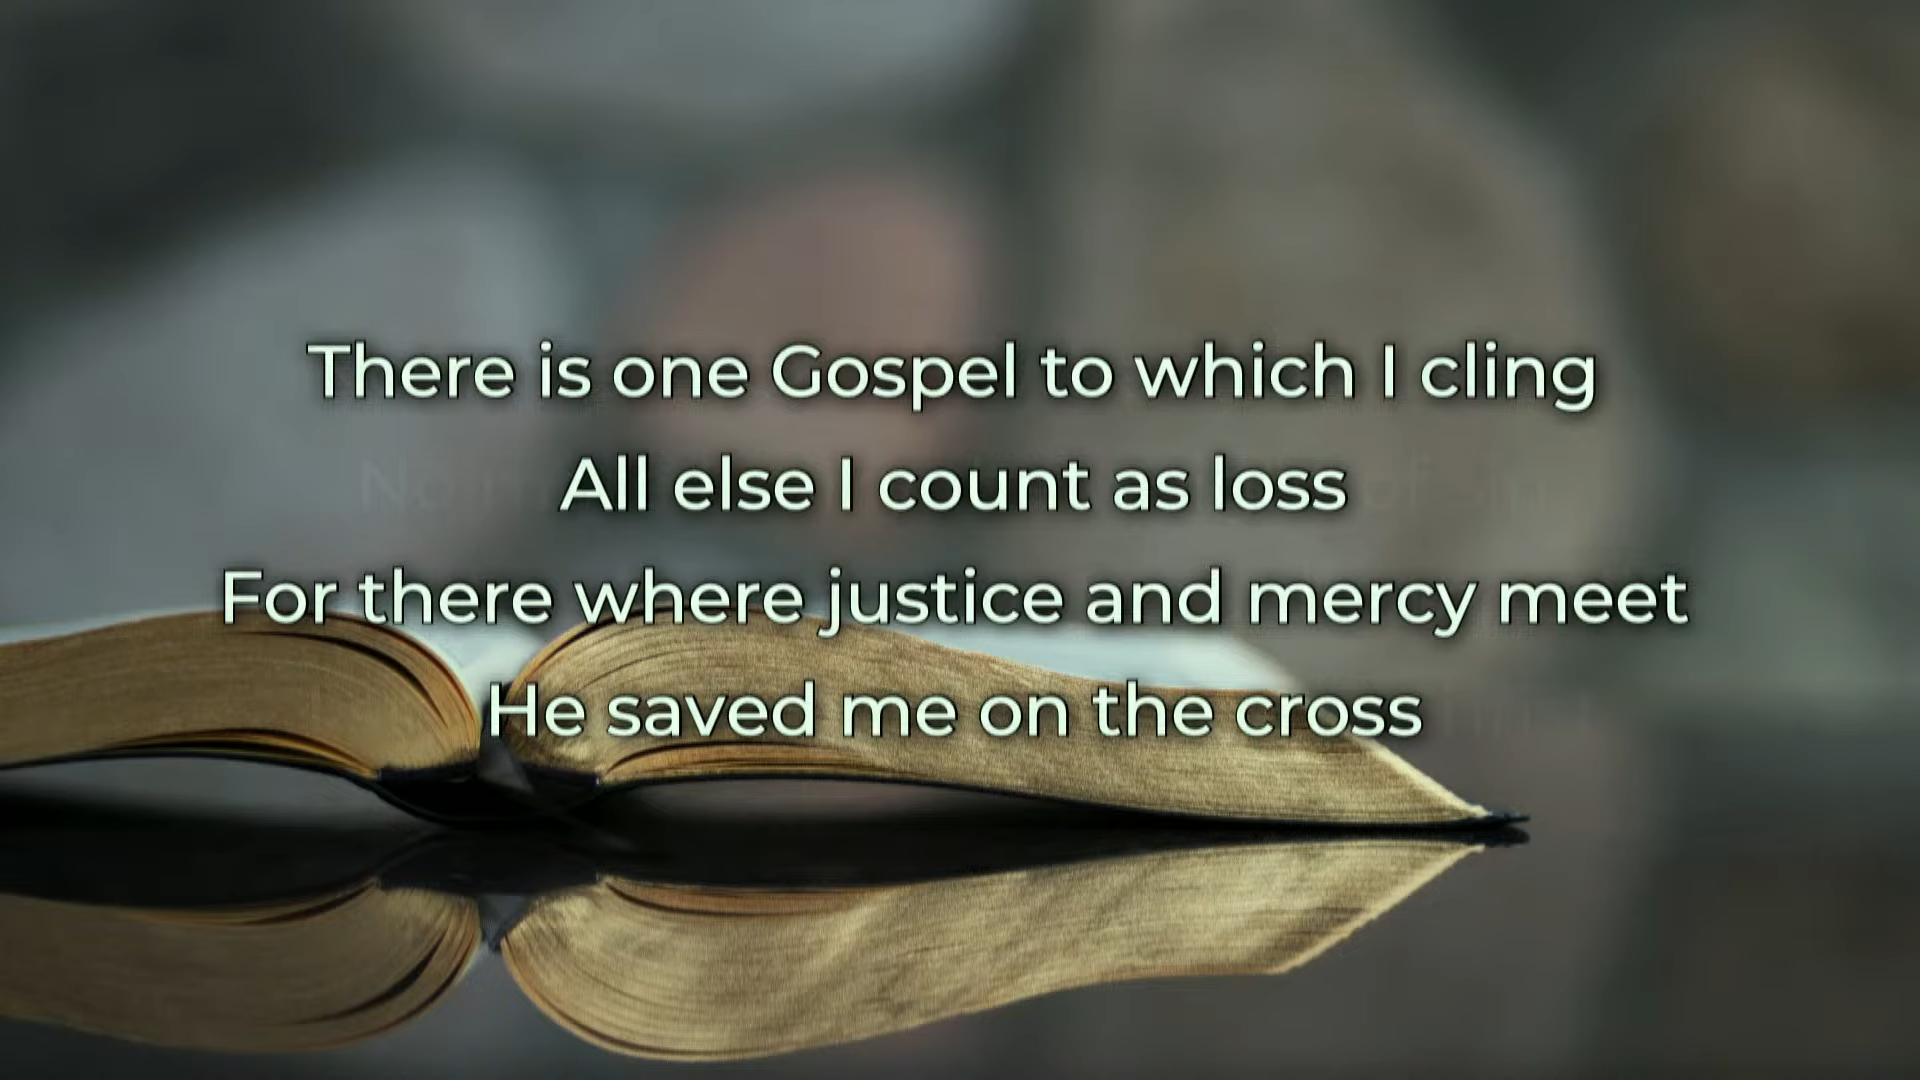 There is one Gospel to which I cling
All else I count as loss
For there where justice and mercy meet
He saved me on the cross